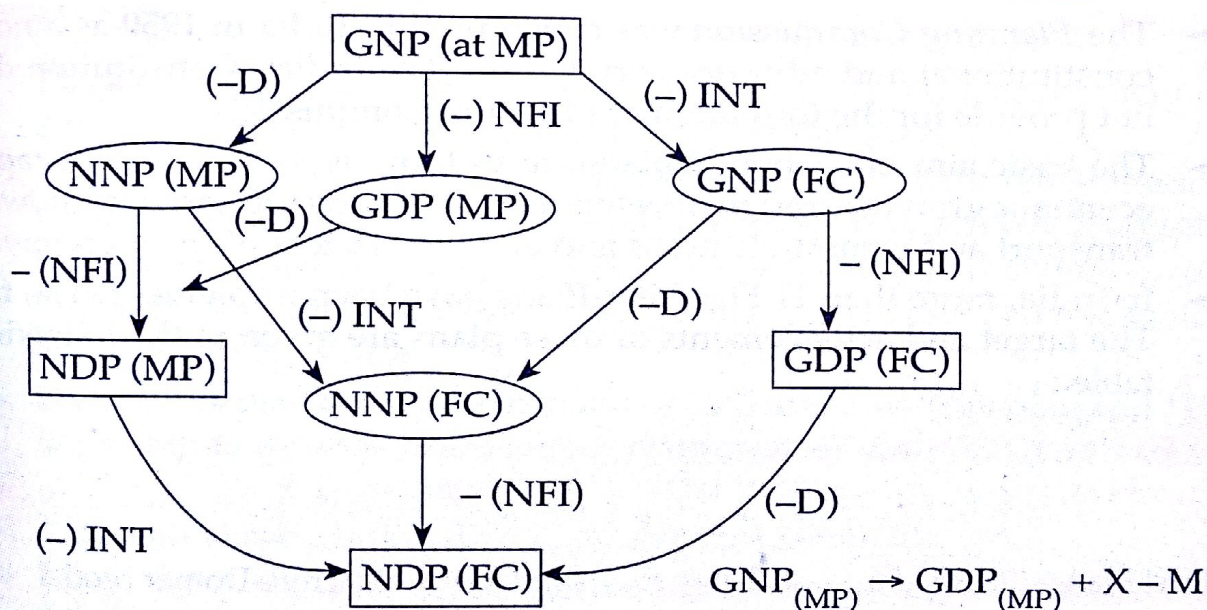 GNP (at MP)
(–D)
(–) NFI
(–) INT
NNP (MP)
GDP (MP)
GNP (FC)
(–D)
– (NFI)
(–) INT
(–D)
– (NFI)
NDP (MP)
NNP (FC)
GDP (FC)
(–) INT
– (NFI)
(–D)
NDP (FC)
GNP(MP) → GDP(MP) + X – M